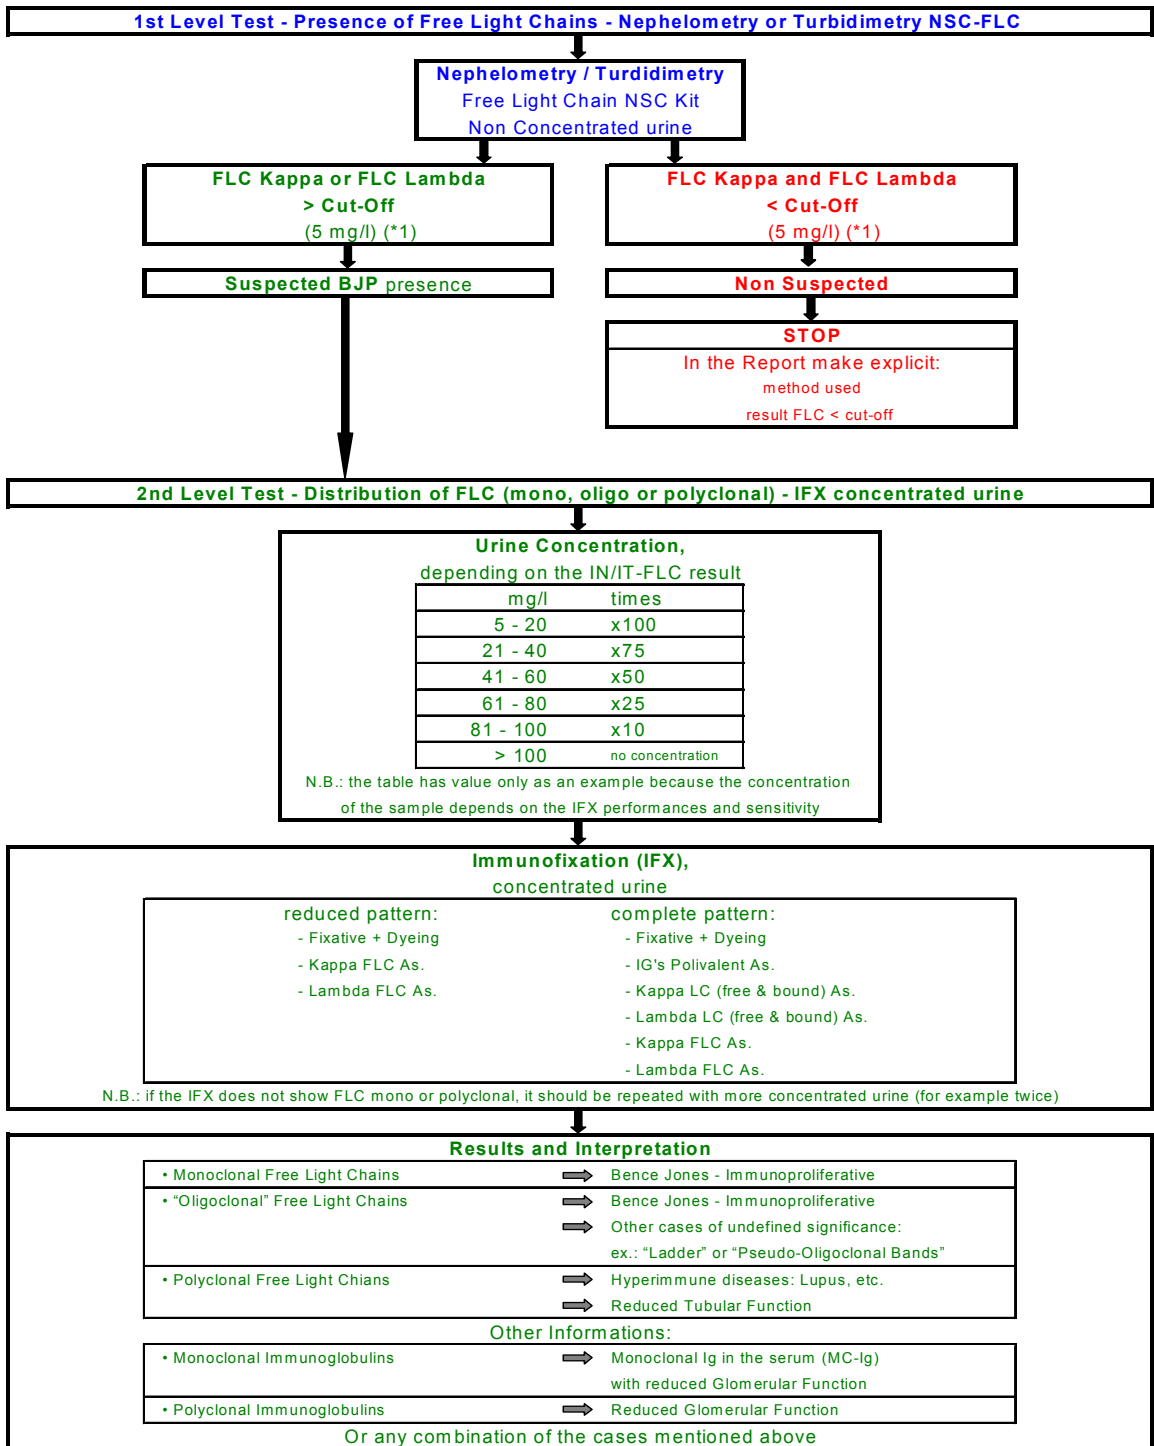 1st Level Test - Presence of Free Light Chains - Nephelometry or Turbidimetry NSC-FLC
Nephelometry / Turdidimetry
Free Light Chain NSC Kit
Non Concentrated urine
FLC Kappa or FLC Lambda
> Cut-Off
(5 mg/l) (*1)
FLC Kappa and FLC Lambda
< Cut-Off
(5 mg/l) (*1)
Suspected BJP presence
Non Suspected
STOP
In the Report make explicit:
method used
result FLC < cut-off
2nd Level Test - Distribution of FLC (mono, oligo or polyclonal) - IFX concentrated urine
Urine Concentration,
depending on the IN/IT-FLC result
mg/l times
5 - 20 x100
21 - 40 x75
41 - 60 x50
61 - 80 x25
81 - 100 x10
> 100 no concentration
N.B.: the table has value only as an example because the concentration
of the sample depends on the IFX performances and sensitivity
Immunofixation (IFX),
concentrated urine
reduced pattern:
- Fixative + Dyeing
- Kappa FLC As.
- Lambda FLC As.
complete pattern:
- Fixative + Dyeing
- IG's Polivalent As.
- Kappa LC (free & bound) As.
- Lambda LC (free & bound) As.
- Kappa FLC As.
- Lambda FLC As.
N.B.: if the IFX does not show FLC mono or polyclonal, it should be repeated with more concentrated urine (for example twice)
Results and Interpretation
• Monoclonal Free Light Chains Bence Jones - Immunoproliferative
• “Oligoclonal” Free Light Chains Bence Jones - Immunoproliferative
Other cases of undefined significance:
ex.: “Ladder” or “Pseudo-Oligoclonal Bands”
• Polyclonal Free Light Chians Hyperimmune diseases: Lupus, etc.
Reduced Tubular Function
Other Informations:
• Monoclonal Immunoglobulins Monoclonal Ig in the serum (MC-Ig)
with reduced Glomerular Function
• Polyclonal Immunoglobulins Reduced Glomerular Function
Or any combination of the cases mentioned above